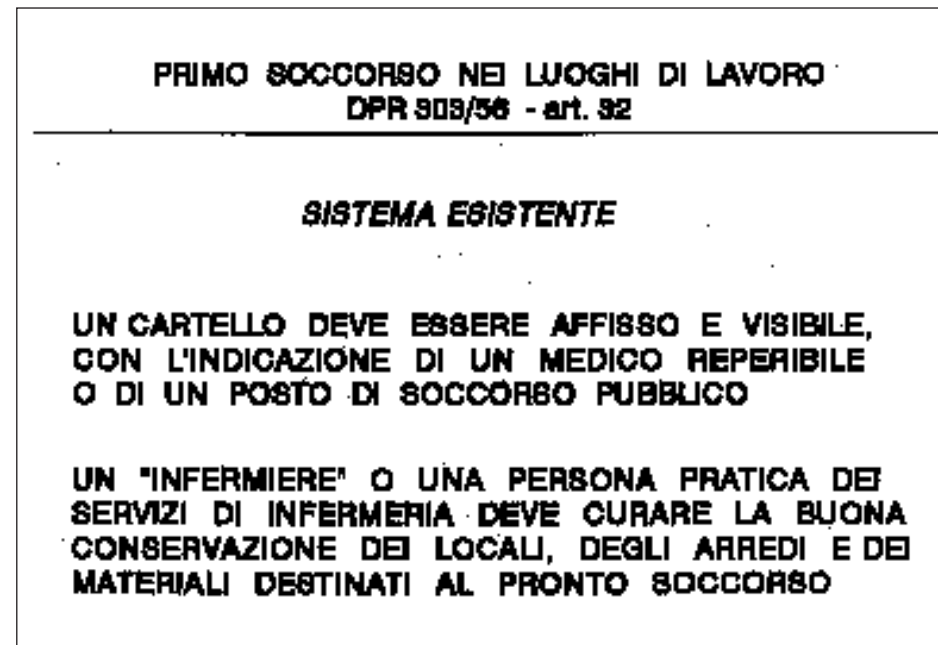 PRIMO SOCCORSO NEI LUOGHI DI LAVORO
DPR 303/56 - art. 32
SISTEMA ESISTENTE
UN CARTELLO DEVE ESSERE AFFISSO E VISIBILE,
CON L'INDICAZIONE DI UN MEDICO REPERIBILE
O DI UN POSTO DI SOCCORSO PUBBLICO
UN "INFERMIERE" O UNA PERSONA PRATICA DEI
SERVIZI DI INFERMERIA DEVE CURARE LA BUONA
CONSERVAZIONE DEI LOCALI, DEGLI ARREDI E DEI
MATERIALI DESTINATI AL PRONTO SOCCORSO